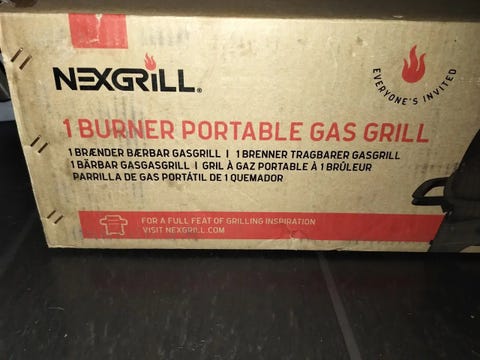 NEXGRILL®
EVERYONE'S INVITED
1 BURNER PORTABLE GAS GRILL
1 BRÆNDER BÆRBAR GASGRILL | 1 BRENNER TRAGBARER GASGRILL
1 BÄRBAR GASGASGRILL | GRIL À GAZ PORTABLE À 1 BRÛLEUR
PARRILLA DE GAS PORTÁTIL DE 1 QUEMADOR
FOR A FULL FEAT OF GRILLING INSPIRATION
VISIT NEXGRILL.COM